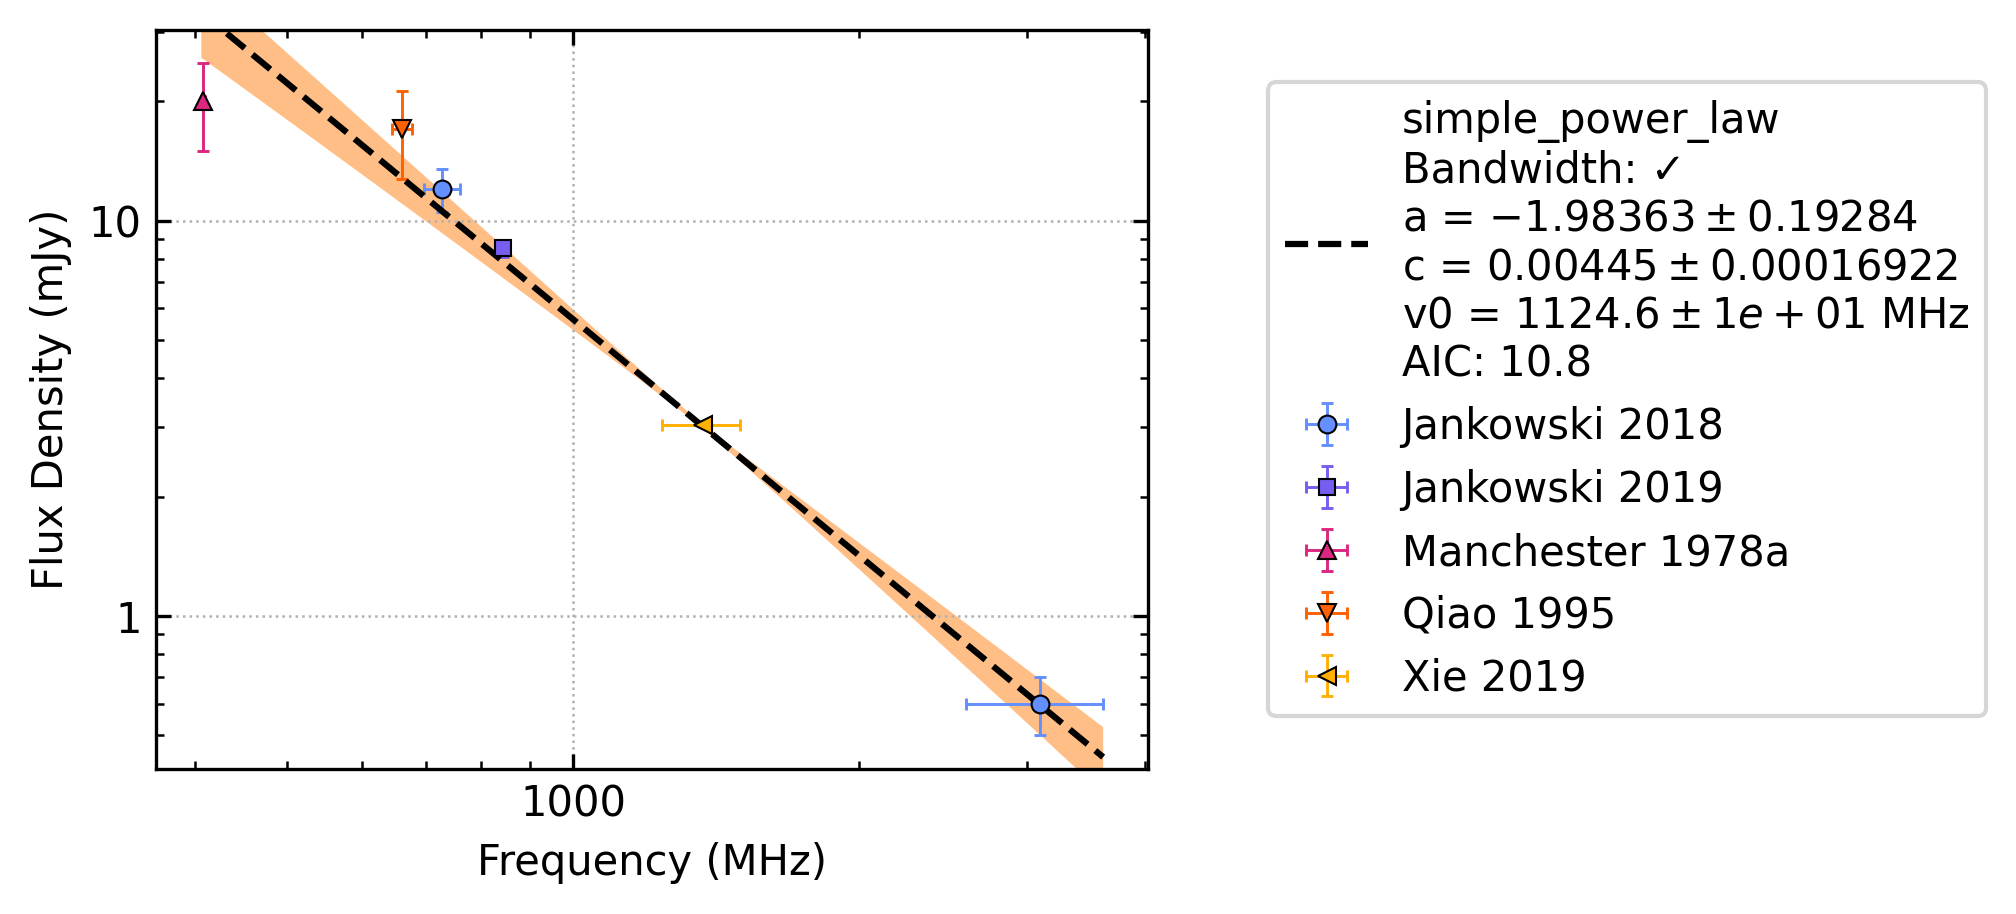 Flux Density (mJy)
10
1
1000
Frequency (MHz)
simple_power_law
Bandwidth: ✓
a = −1.98363 ± 0.19284
c = 0.00445 ± 0.00016922
v0 = 1124.6 ± 1e + 01 MHz
AIC: 10.8
Jankowski 2018
Jankowski 2019
Manchester 1978a
Qiao 1995
Xie 2019